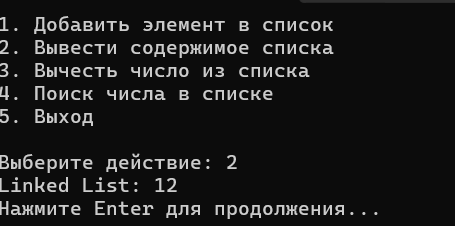 1. Добавить элемент в список
2. Вывести содержимое списка
3. Вычесть число из списка
4. Поиск числа в списке
5. Выход
Выберите действие: 2
Linked List: 12
Нажмите Enter для продолжения...